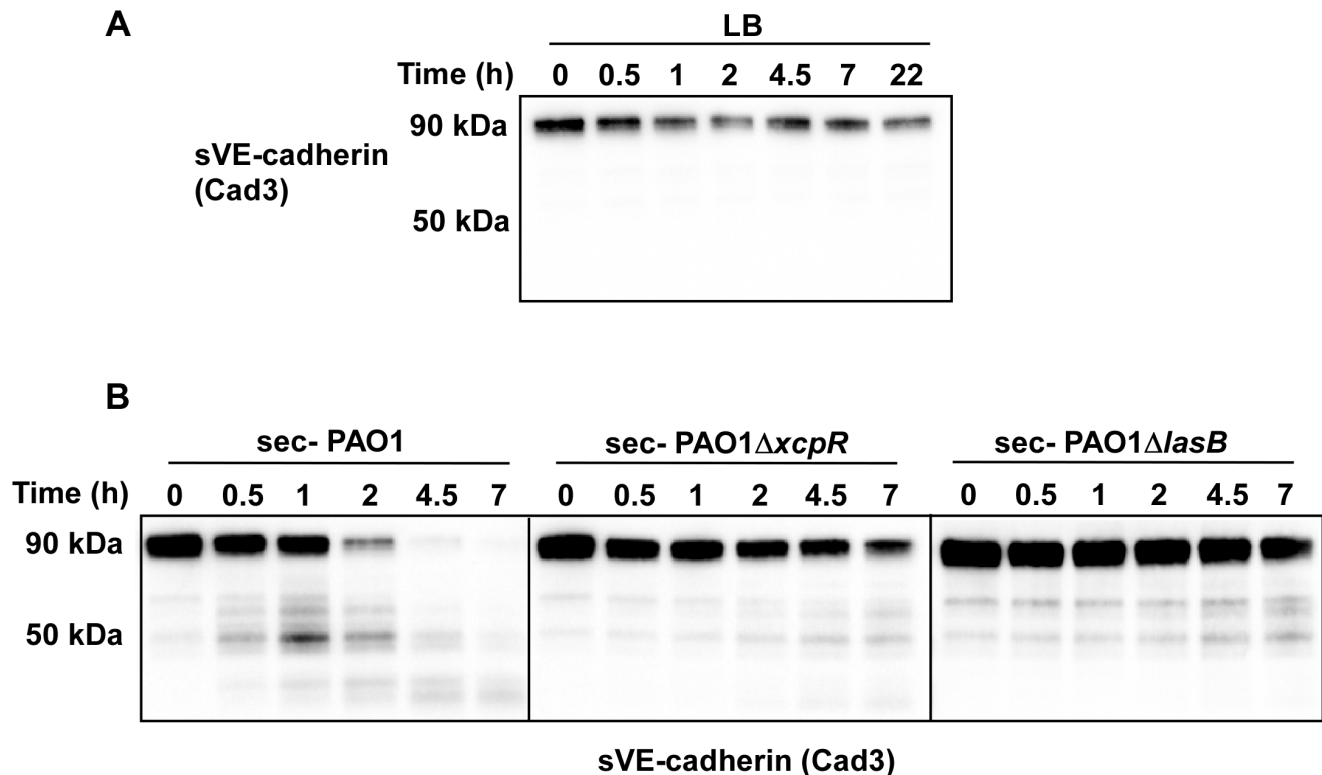 A
LB
Time (h) 0 0.5 1 2 4.5 7 22
90 kDa
sVE-cadherin
(Cad3)
50 kDa
B
sec- PAO1 sec- PAO1ΔxcpR sec- PAO1ΔlasB
Time (h) 0 0.5 1 2 4.5 7 0 0.5 1 2 4.5 7 0 0.5 1 2 4.5 7
90 kDa
50 kDa
sVE-cadherin (Cad3)